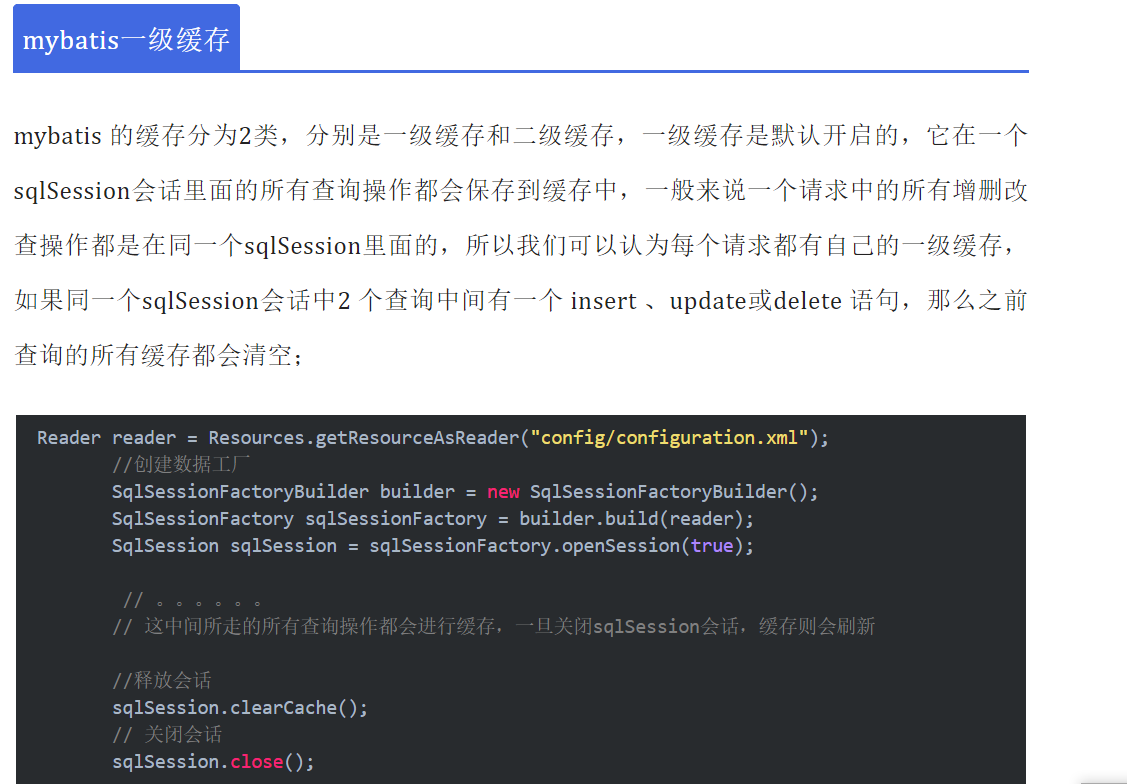 mybatis一级缓存
mybatis 的缓存分为2类，分别是一级缓存和二级缓存，一级缓存是默认开启的，它在一个
sqlSession会话里面的所有查询操作都会保存到缓存中，一般来说一个请求中的所有增删改
查操作都是在同一个sqlSession里面的，所以我们可以认为每个请求都有自己的一级缓存，
如果同一个sqlSession会话中2 个查询中间有一个 insert 、update或delete 语句，那么之前
查询的所有缓存都会清空；
Reader reader = Resources.getResourceAsReader("config/configuration.xml");
//创建数据工厂
SqlSessionFactoryBuilder builder = new SqlSessionFactoryBuilder();
SqlSessionFactory sqlSessionFactory = builder.build(reader);
SqlSession sqlSession = sqlSessionFactory.openSession(true);
// 。。。。。。
// 这中间所走的所有查询操作都会进行缓存，一旦关闭sqlSession会话，缓存则会刷新
//释放会话
sqlSession.clearCache();
// 关闭会话
sqlSession.close();